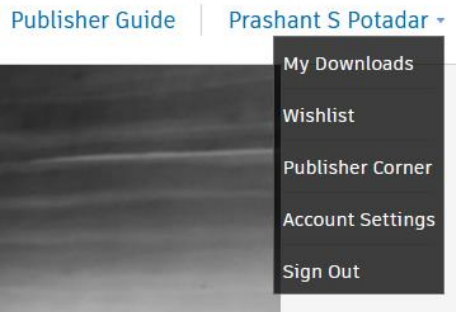 Publisher Guide
Prashant S Potadar
My Downloads
Wishlist
Publisher Corner
Account Settings
Sign Out